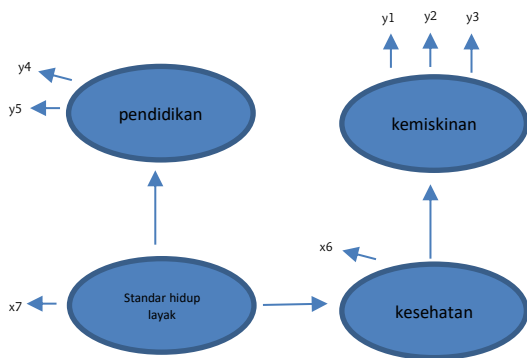 y1 y2 y3
y4
y5
pendidikan
kemiskinan
x6
x7
Standar hidup
layak
kesehatan